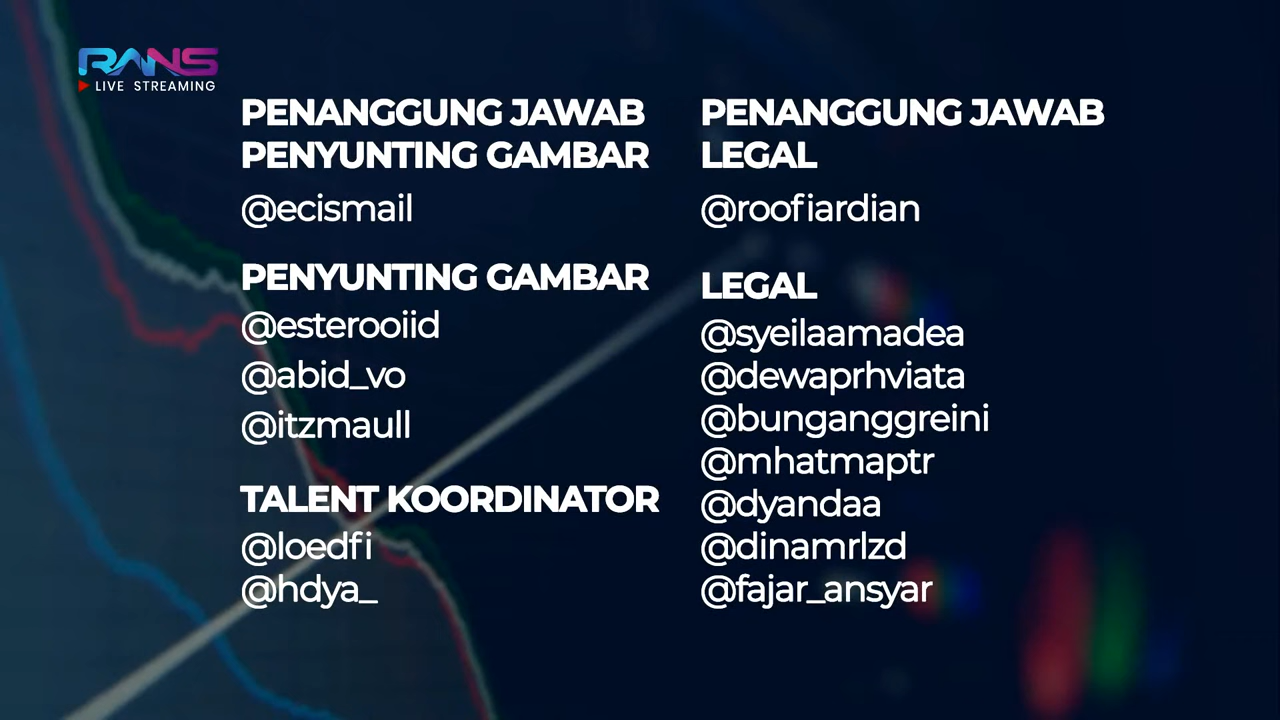 RANS
LIVE STREAMING
PENANGGUNG JAWAB
PENYUNTING GAMBAR
@ecismail
PENYUNTING GAMBAR
@esterooiid
@abid_vo
@itzmaull
TALENT KOORDINATOR
@loedfi
@hdya_
PENANGGUNG JAWAB
LEGAL
@roofiardian
LEGAL
@syeilaamadea
@dewaprhviata
@bunganggreini
@mhatmaptr
@dyandaa
@dinamrlzd
@fajar_ansyar